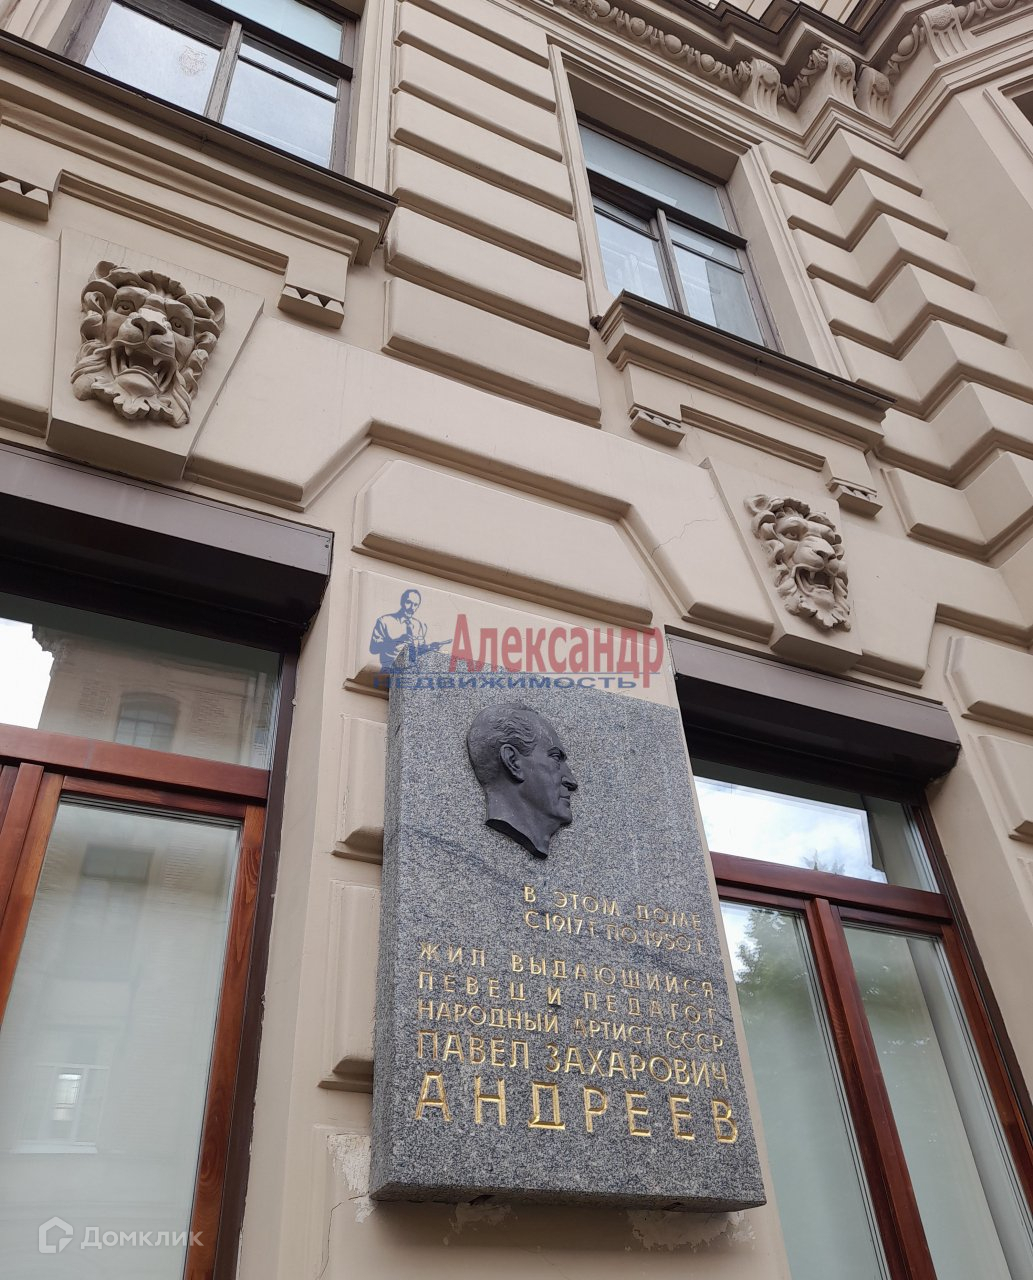 Александр
недвижимость
В ЭТОМ ДОМЕ
С 1917 Г. ПО 1950 Г.
ЖИЛ ВЫДАЮЩИЙСЯ
ПЕВЕЦ И ПЕДАГОГ
НАРОДНЫЙ АРТИСТ СССР
ПАВЕЛ ЗАХАРОВИЧ
АНДРЕЕВ
Домклик